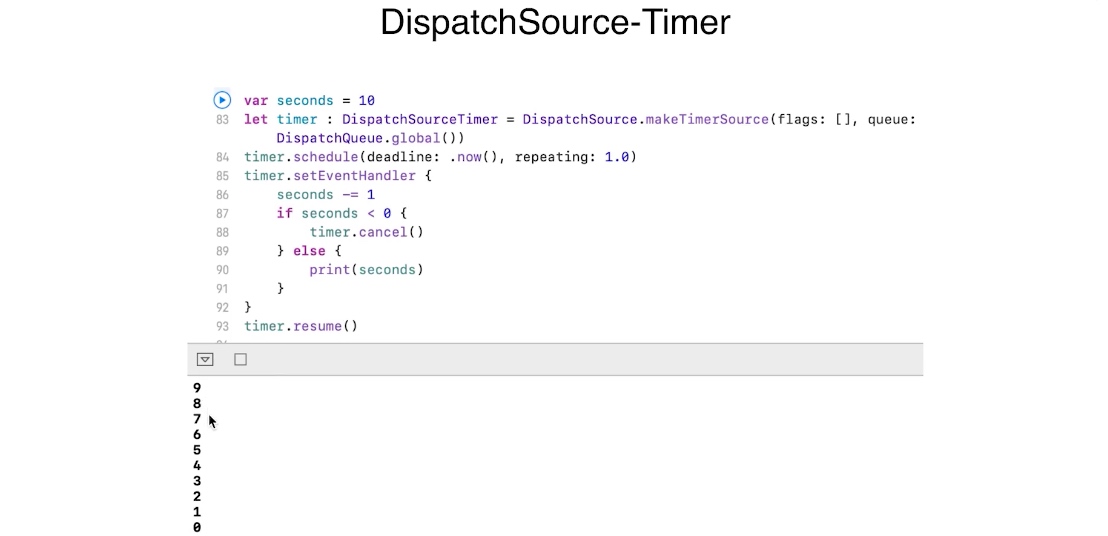 DispatchSource-Timer
var seconds = 10
83 let timer : DispatchSourceTimer = DispatchSource.makeTimerSource(flags: [], queue:
DispatchQueue.global())
84 timer.schedule(deadline: .now(), repeating: 1.0)
85 timer.setEventHandler {
86 seconds -= 1
87 if seconds < 0 {
88 timer.cancel()
89 } else {
90 print(seconds)
91 }
92 }
93 timer.resume()
9
8
7
6
5
4
3
2
1
0